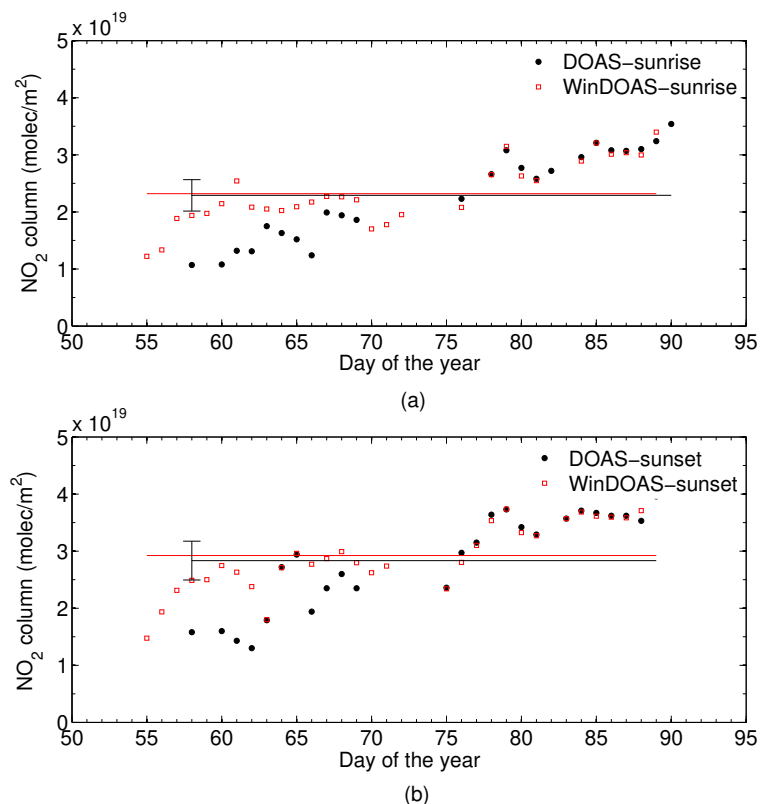 x 10^19
5
4
3
2
1
0
NO₂ column (molec/m²)
DOAS−sunrise
WinDOAS−sunrise
50 55 60 65 70 75 80 85 90 95
Day of the year
(a)
x 10^19
5
4
3
2
1
0
NO₂ column (molec/m²)
DOAS−sunset
WinDOAS−sunset
50 55 60 65 70 75 80 85 90 95
Day of the year
(b)